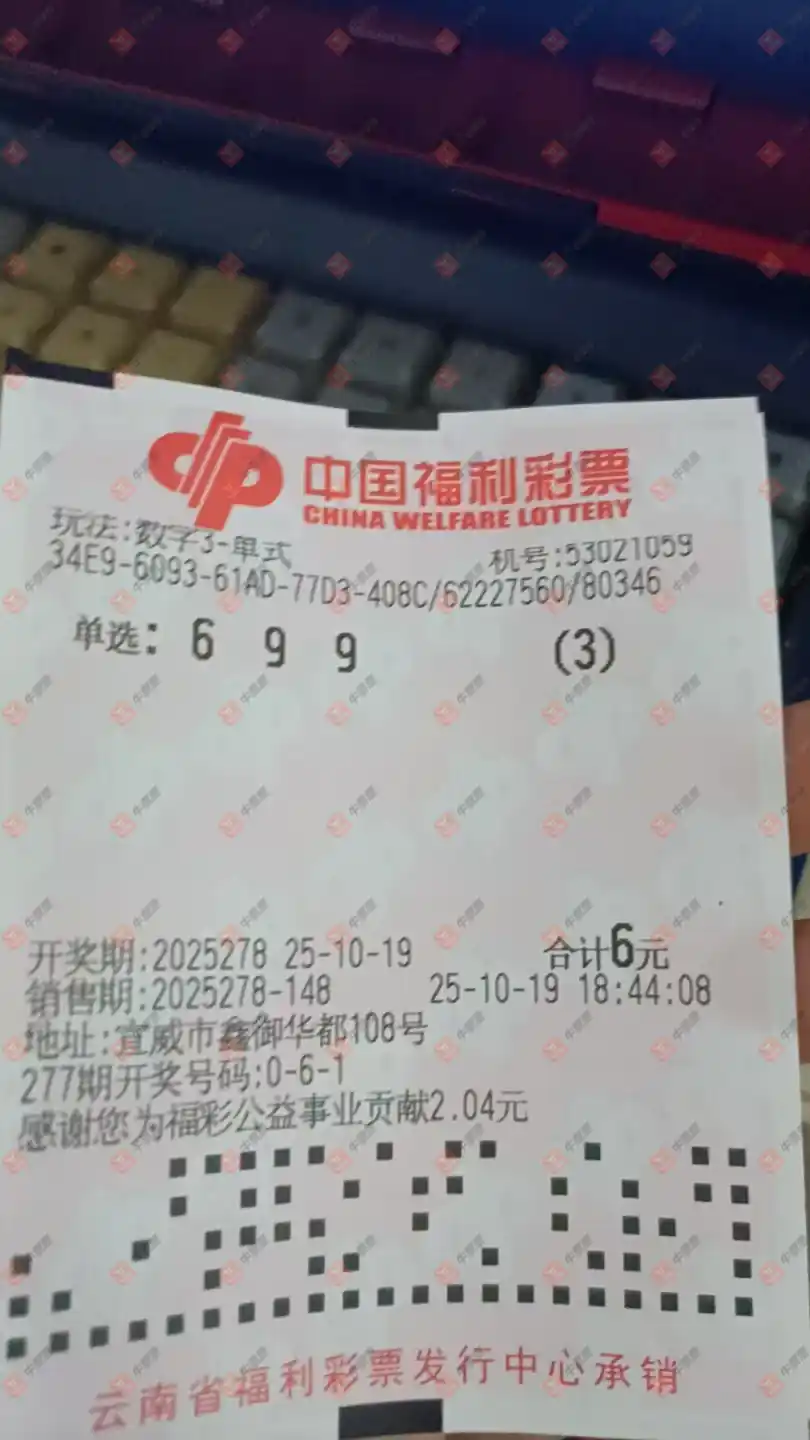 中国福利彩票
CHINA WELFARE LOTTERY
玩法:数字3-单式 机号:53021059
34E9-6093-61AD-77D3-408C/62227560/80346
单选: 6 9 9 (3)
开奖期:2025278 25-10-19 合计6元
销售期:2025278-148 25-10-19 18:44:08
地址:宣威市鑫御华都108号
277期开奖号码:0-6-1
感谢您为福彩公益事业贡献2.04元
云南省福利彩票发行中心承销